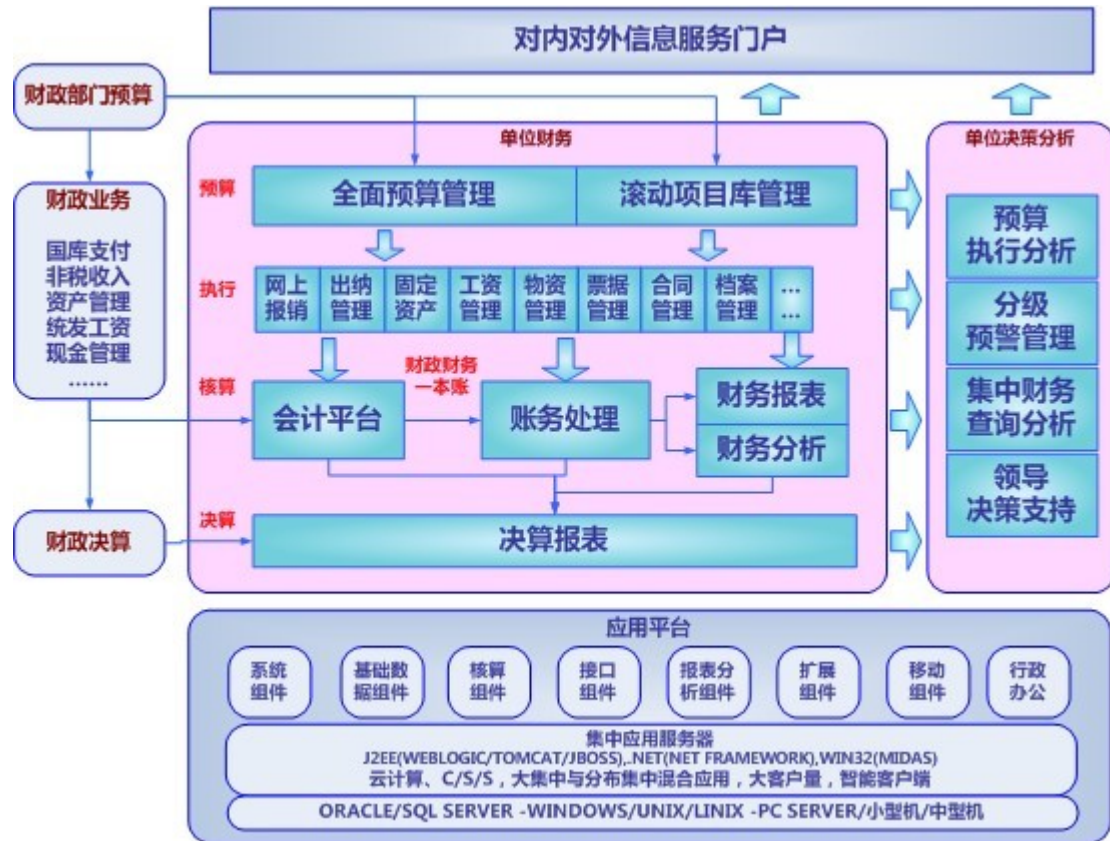 对内对外信息服务门户
财政部门预算
财政业务
国库支付
非税收入
资产管理
统发工资
现金管理
......
财政决算
单位财务
预算
全面预算管理
滚动项目库管理
执行
网上
报销
出纳
管理
固定
资产
工资
管理
物资
管理
票据
管理
合同
管理
档案
管理
...
...
核算
会计平台
财政财务
一本账
账务处理
财务报表
财务分析
决算
决算报表
单位决策分析
预算
执行分析
分级
预警管理
集中财务
查询分析
领导
决策支持
应用平台
系统
组件
基础数
据组件
核算
组件
接口
组件
报表分
析组件
扩展
组件
移动
组件
行政
办公
集中应用服务器
J2EE(WEBLOGIC/TOMCAT/JBOSS),.NET(NET FRAMEWORK),WIN32(MIDAS)
云计算、C/S/S，大集中与分布集中混合应用，大客户量，智能客户端
ORACLE/SQL SERVER -WINDOWS/UNIX/LINIX -PC SERVER/小型机/中型机